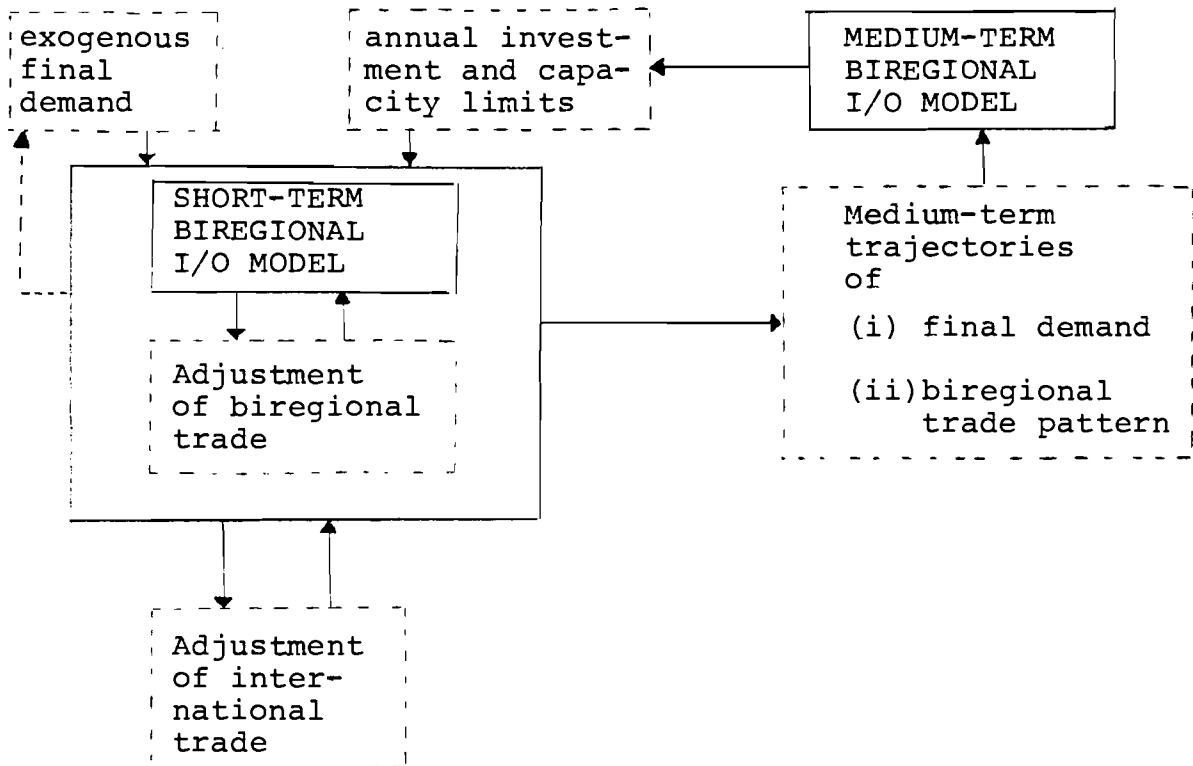 exogenous
final
demand
annual invest-
ment and capa-
city limits
MEDIUM-TERM
BIREGIONAL
I/O MODEL
SHORT-TERM
BIREGIONAL
I/O MODEL
Adjustment
of biregional
trade
Medium-term
trajectories
of
(i) final demand
(ii) biregional
trade pattern
Adjustment
of inter-
national
trade